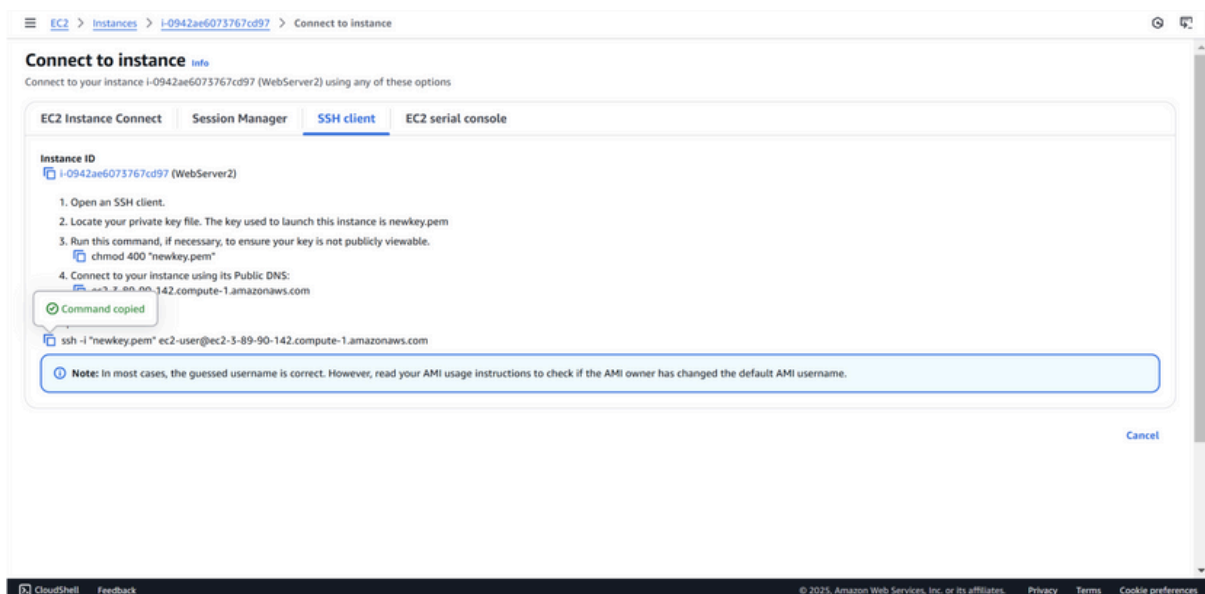 EC2 > Instances > i-0942ae6073767cd97 > Connect to instance
Connect to instance Info
Connect to your instance i-0942ae6073767cd97 (WebServer2) using any of these options
EC2 Instance Connect Session Manager SSH client EC2 serial console
Instance ID
i-0942ae6073767cd97 (WebServer2)
1. Open an SSH client.
2. Locate your private key file. The key used to launch this instance is newkey.pem
3. Run this command, if necessary, to ensure your key is not publicly viewable.
chmod 400 "newkey.pem"
4. Connect to your instance using its Public DNS:
ec2-3-89-90-142.compute-1.amazonaws.com
Command copied
ssh -i "newkey.pem" ec2-user@ec2-3-89-90-142.compute-1.amazonaws.com
Note: In most cases, the guessed username is correct. However, read your AMI usage instructions to check if the AMI owner has changed the default AMI username.
Cancel
CloudShell Feedback © 2025, Amazon Web Services, Inc. or its affiliates. Privacy Terms Cookie preferences